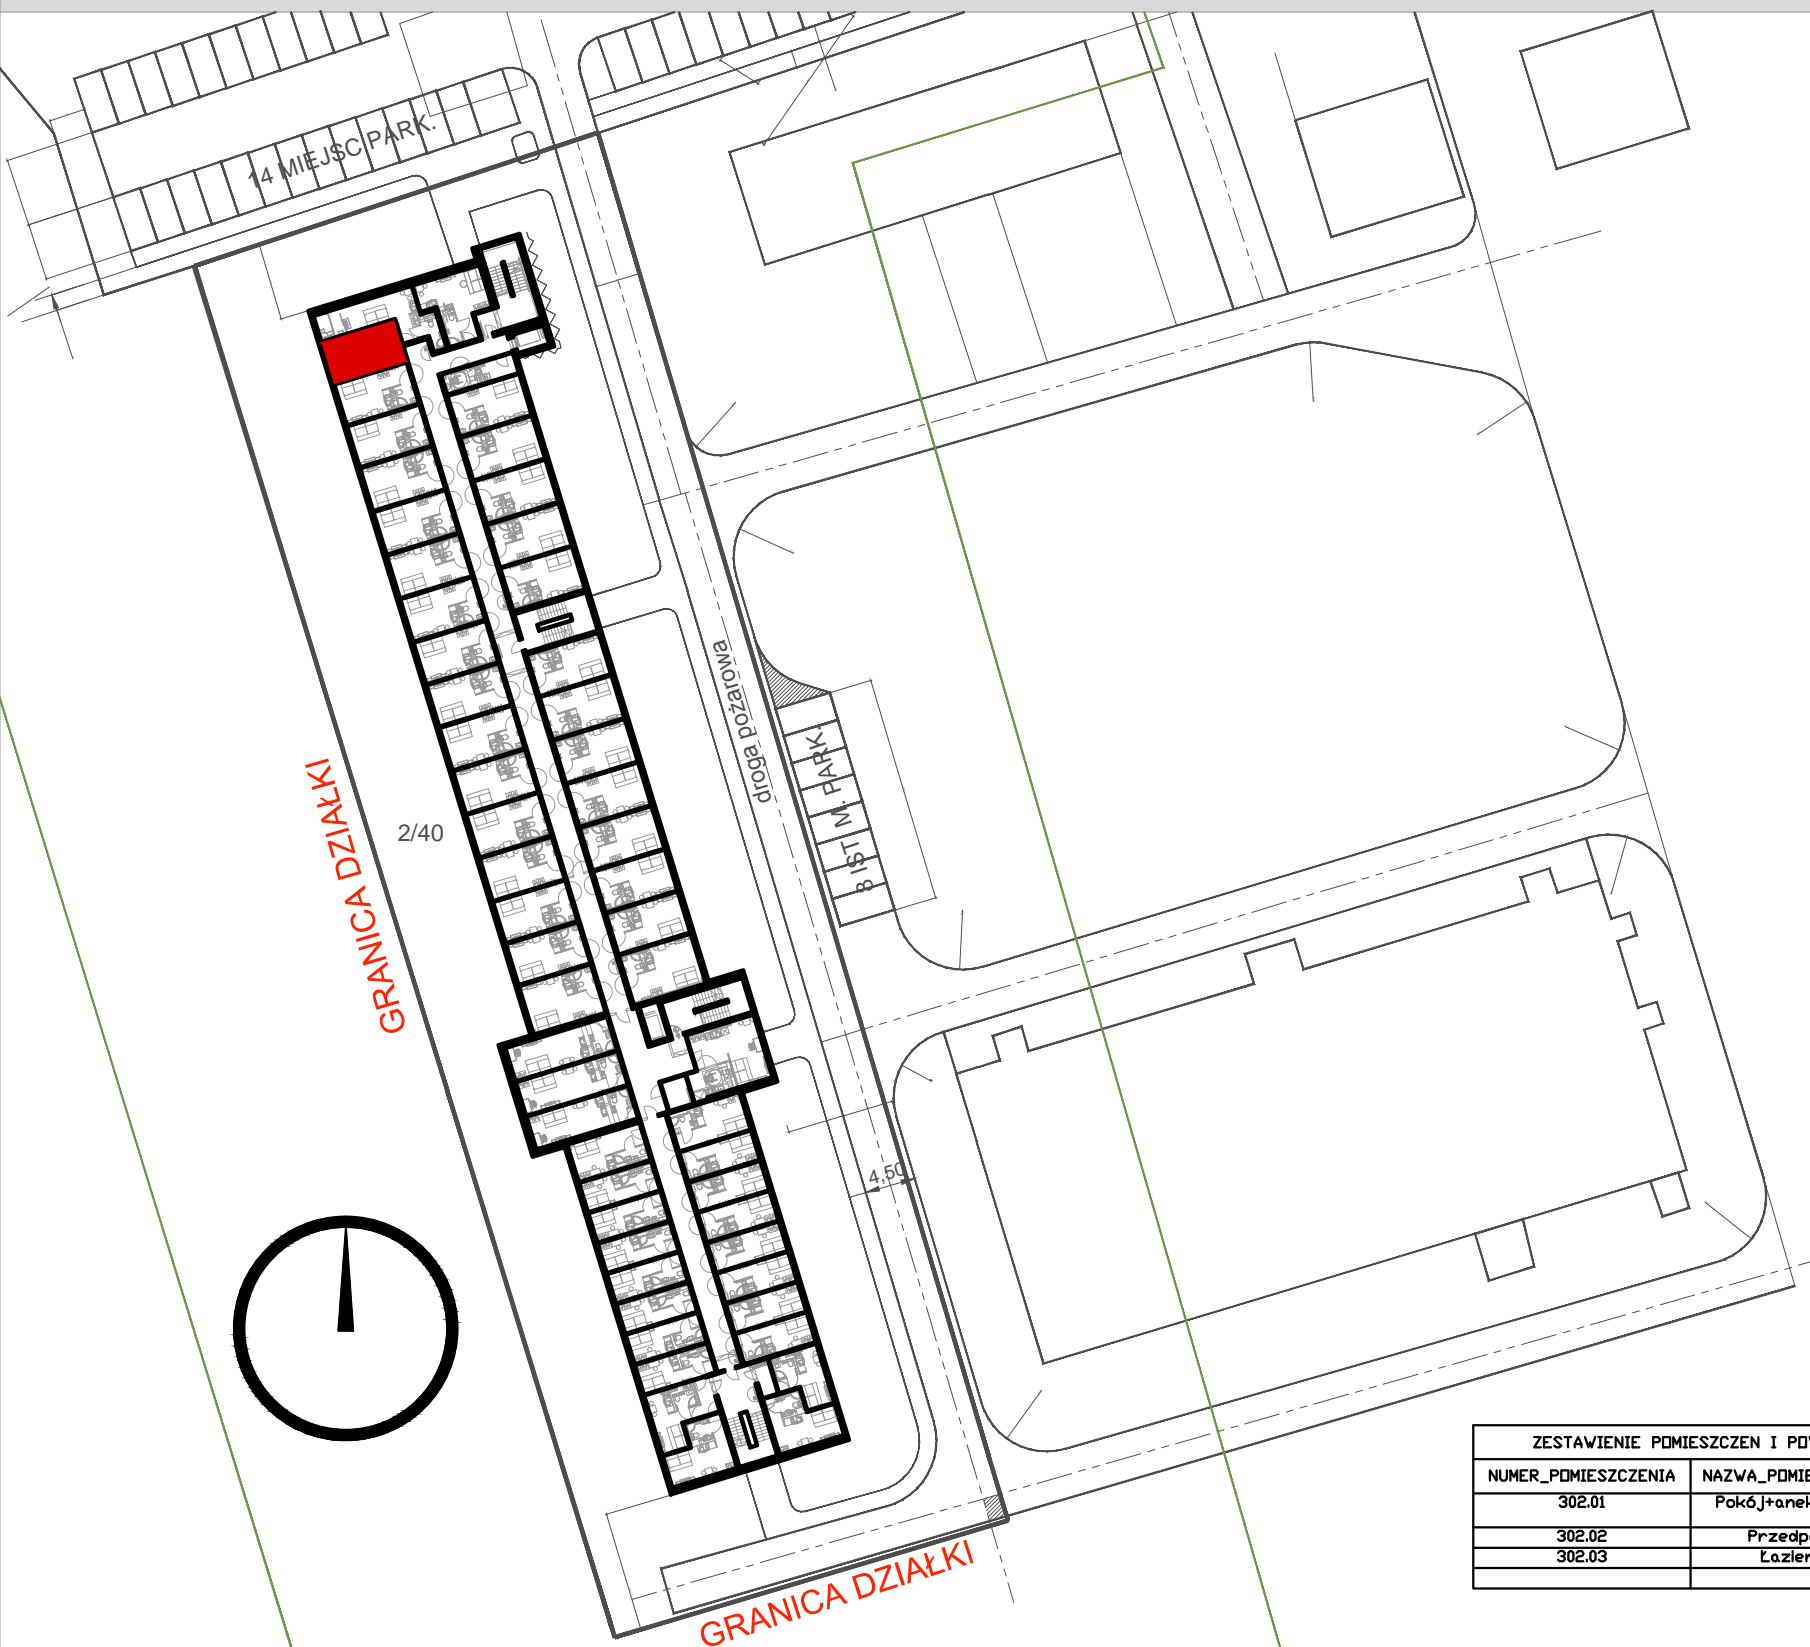 14 MIEJSC PARK.
droga pożarowa
GRANICA DZIAŁKI
2/40
8 IST M. PARK.
4,50
GRANICA DZIAŁKI
ZESTAWIENIE POMIESZCZEN I PO
NUMER_POMIESZCZENIA NAZWA_POMIE
302.01 Pokój+anek
302.02 Przedp
302.03 Łazien